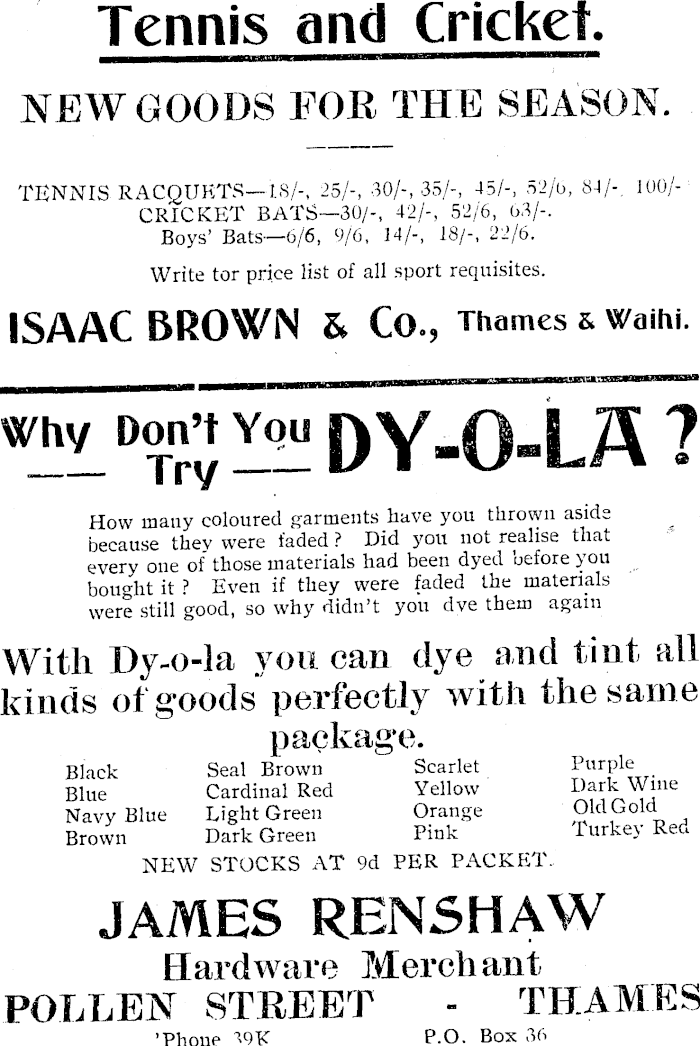 Tennis and Cricket.
NEW GOODS FOR THE SEASON.
TENNIS RACQUETS—18/-, 25/-, 30/-, 35/-, 45/-, 52/6, 84/-, 100/-
CRICKET BATS—30/-, 42/-, 52/6, 63/-.
Boys' Bats—6/6, 9/6, 14/-, 18/-, 22/6.
Write tor price list of all sport requisites.
ISAAC BROWN & Co., Thames & Waihi.
Why Don't You Try DY-O-LA?
How many coloured garments have you thrown aside
because they were faded? Did you not realise that
every one of those materials had been dyed before you
bought it? Even if they were faded the materials
were still good, so why didn't you dve them again
With Dy-o-la you can dye and tint all
kinds of goods perfectly with the same
package.
Black Seal Brown Scarlet Purple
Blue Cardinal Red Yellow Dark Wine
Navy Blue Light Green Orange Old Gold
Brown Dark Green Pink Turkey Red
NEW STOCKS AT 9d PER PACKET.
JAMES RENSHAW
Hardware Merchant
POLLEN STREET - THAMES
'Phone 39K P.O. Box 36